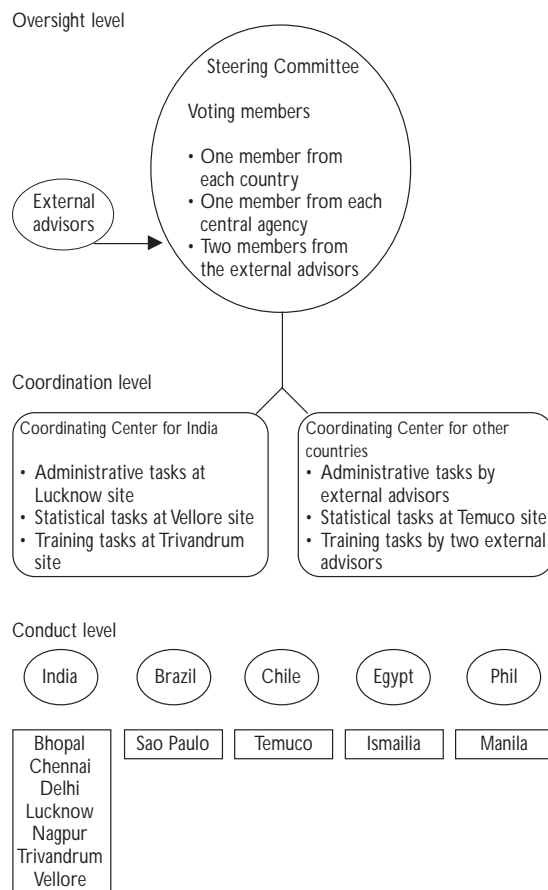 Oversight level
Steering Committee
Voting members
• One member from
each country
• One member from each
central agency
• Two members from
the external advisors
External
advisors
Coordination level
Coordinating Center for India
• Administrative tasks at
Lucknow site
• Statistical tasks at Vellore site
• Training tasks at Trivandrum
site
Coordinating Center for other
countries
• Administrative tasks by
external advisors
• Statistical tasks at Temuco site
• Training tasks by two external
advisors
Conduct level
India
Brazil
Chile
Egypt
Phil
Bhopal
Chennai
Delhi
Lucknow
Nagpur
Trivandrum
Vellore
Sao Paulo
Temuco
Ismailia
Manila